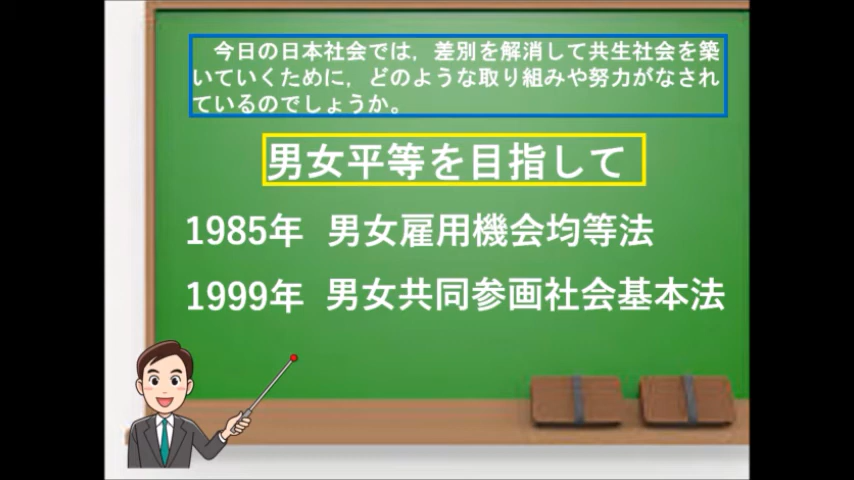 今日の日本社会では，差別を解消して共生社会を築
いていくために，どのような取り組みや努力がなされ
ているのでしょうか。
男女平等を目指して
1985年 男女雇用機会均等法
1999年 男女共同参画社会基本法